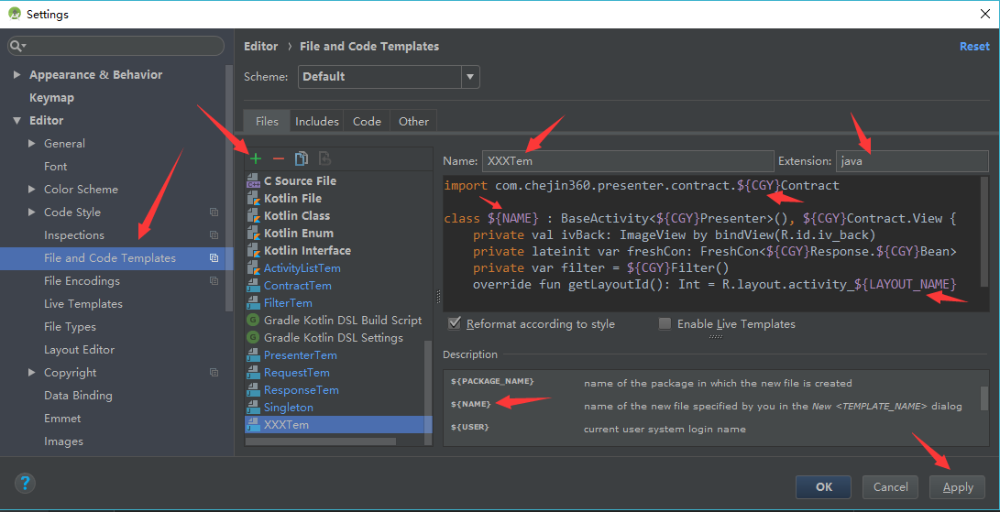 Settings
Editor › File and Code Templates
Reset
Scheme: Default
Appearance & Behavior
Keymap
Editor
General
Font
Color Scheme
Code Style
Inspections
File and Code Templates
File Encodings
Live Templates
File Types
Layout Editor
Copyright
Data Binding
Emmet
Images
Files Includes Code Other
C Source File
Kotlin File
Kotlin Class
Kotlin Enum
Kotlin Interface
ActivityListTem
ContractTem
FilterTem
Gradle Kotlin DSL Build Script
Gradle Kotlin DSL Settings
PresenterTem
RequestTem
ResponseTem
Singleton
XXXTem
Name: XXXTem Extension: java
import com.chejin360.presenter.contract.${CGY}Contract
class ${NAME} : BaseActivity<${CGY}Presenter>(), ${CGY}Contract.View {
private val ivBack: ImageView by bindView(R.id.iv_back)
private lateinit var freshCon: FreshCon<${CGY}Response.${CGY}Bean>
private var filter = ${CGY}Filter()
override fun getLayoutId(): Int = R.layout.activity_${LAYOUT_NAME}
Reformat according to style Enable Live Templates
Description
${PACKAGE_NAME} name of the package in which the new file is created
${NAME} name of the new file specified by you in the New <TEMPLATE_NAME> dialog
${USER} current user system login name
?
OK Cancel Apply